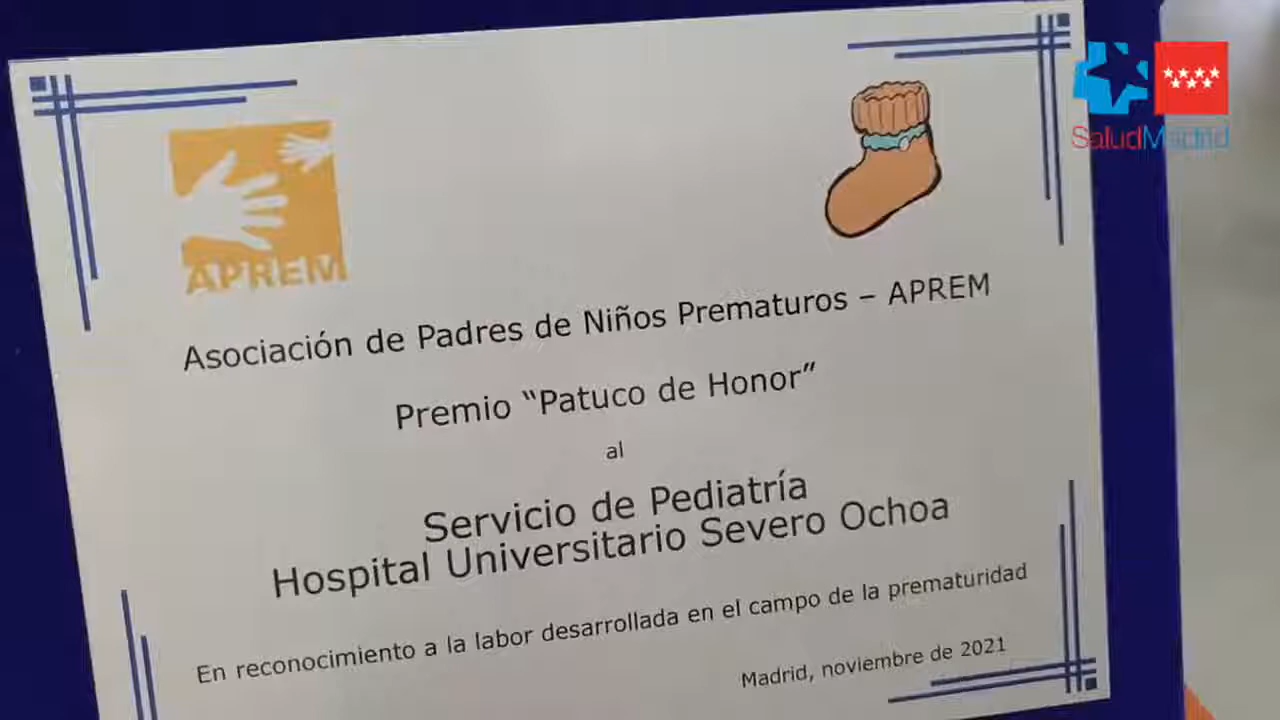 SaludMadrid
APREM
Asociación de Padres de Niños Prematuros – APREM
Premio “Patuco de Honor”
al
Servicio de Pediatría
Hospital Universitario Severo Ochoa
En reconocimiento a la labor desarrollada en el campo de la prematuridad
Madrid, noviembre de 2021